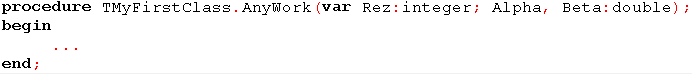 procedure TMyFirstClass.AnyWork(var Rez:integer; Alpha, Beta:double);
begin
...
end;